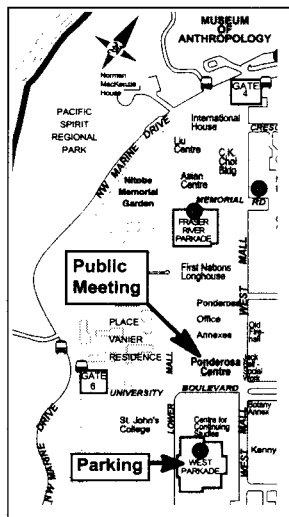 MUSEUM
OF
ANTHROPOLOGY
Norman
MacKenzie
House
GATE
4
PACIFIC
SPIRIT
REGIONAL
PARK
International
House
NW MARINE DRIVE
Liu
Centre
C.K.
Choi
Bldg
Nitobe
Memorial
Garden
Asian
Centre
MEMORIAL
RD
FRASER
RIVER
PARKADE
WEST MALL
First Nations
Longhouse
Public
Meeting
Ponderosa
Office
Annexes
PLACE
VANIER
RESIDENCE
LOWER MALL
Ponderosa
Centre
GATE
6
UNIVERSITY
BOULEVARD
St. John's
College
Centre for
Continuing
Studies
WEST MALL
Kenny
Parking
WEST
PARKADE
NW MARINE DRIVE